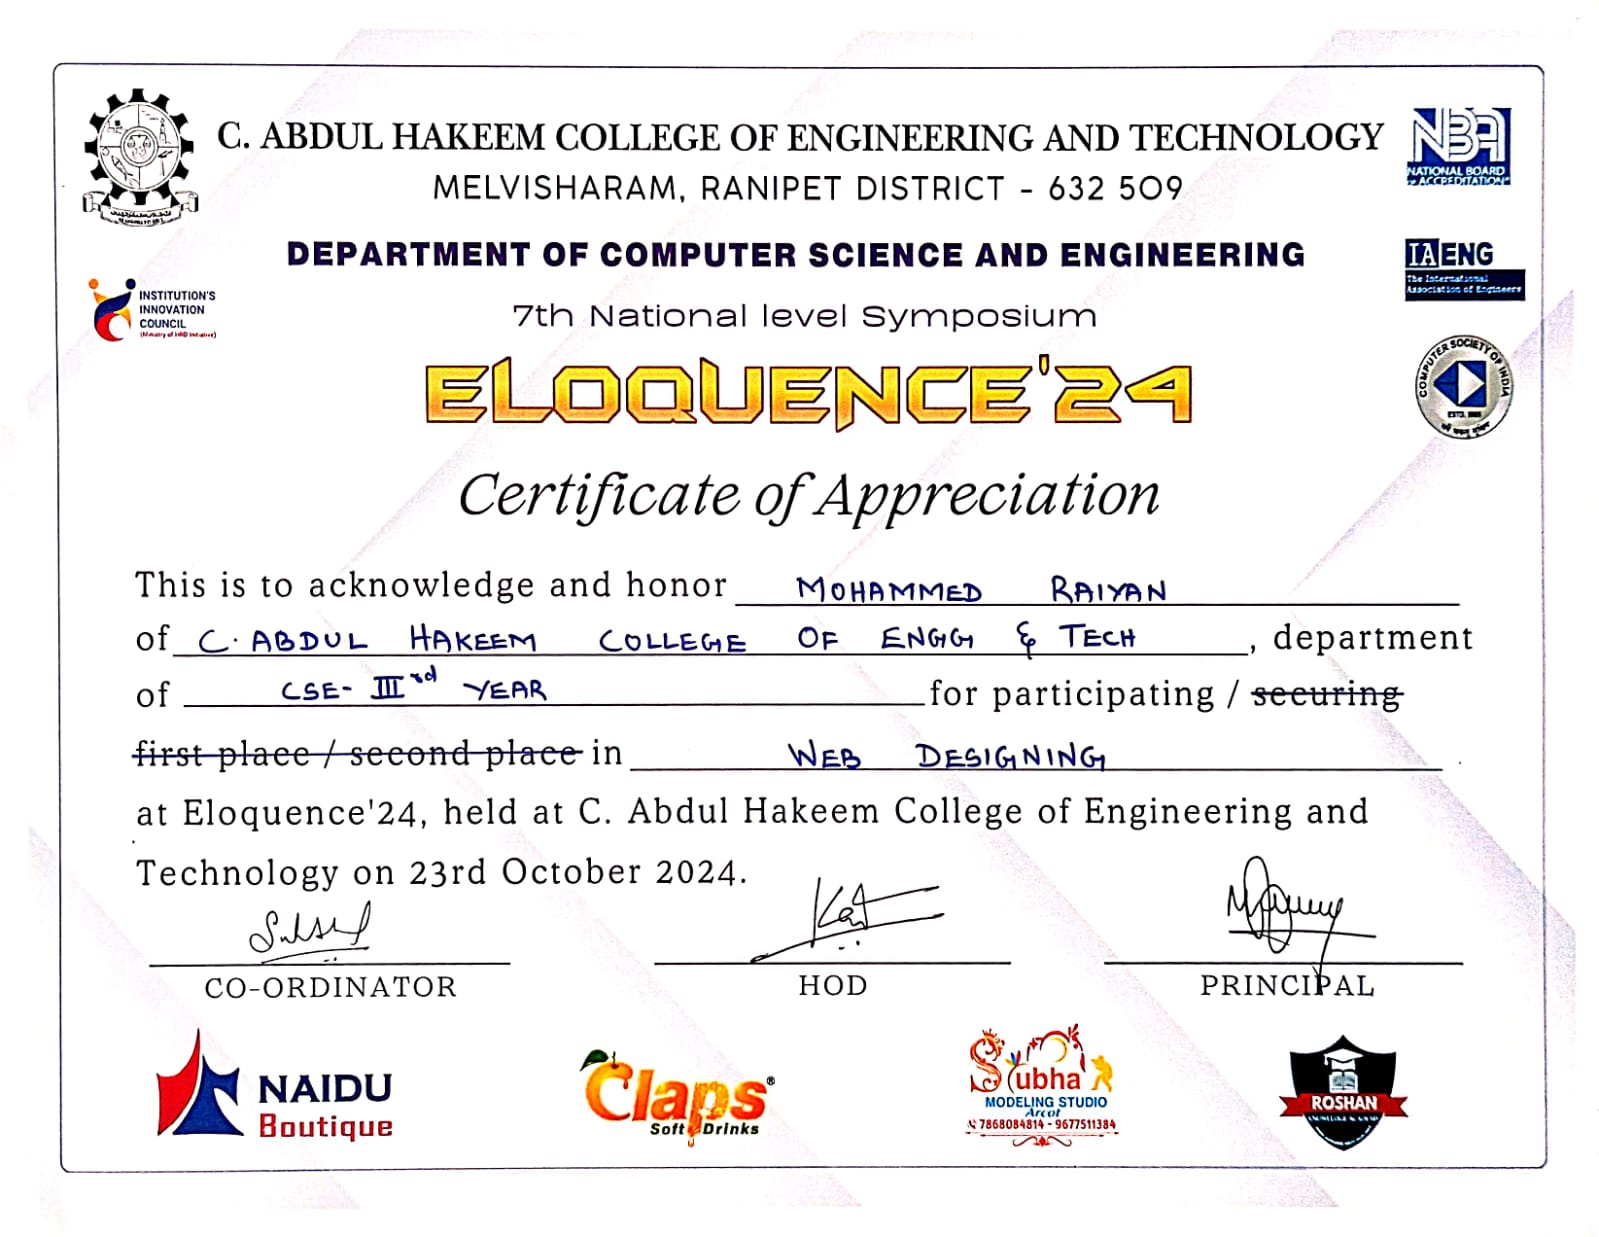 C. ABDUL HAKEEM COLLEGE OF ENGINEERING AND TECHNOLOGY
MELVISHARAM, RANIPET DISTRICT - 632 509
NBA
NATIONAL BOARD
of ACCREDITATION
DEPARTMENT OF COMPUTER SCIENCE AND ENGINEERING
IAENG
The International
Association of Engineers
INSTITUTION'S
INNOVATION
COUNCIL
(Ministry of HRD Initiative)
7th National level Symposium
ELOQUENCE'24
COMPUTER SOCIETY OF INDIA
Certificate of Appreciation
This is to acknowledge and honor MOHAMMED RAIYAN
of C. ABDUL HAKEEM COLLEGE OF ENGG & TECH, department
of CSE- III rd YEAR for participating / securing
first place / second place in WEB DESIGNING
at Eloquence'24, held at C. Abdul Hakeem College of Engineering and
Technology on 23rd October 2024.
CO-ORDINATOR
HOD
PRINCIPAL
NAIDU
Boutique
Claps®
Soft Drinks
Subha
MODELING STUDIO
Arcot
7868084814 - 9677511384
ROSHAN